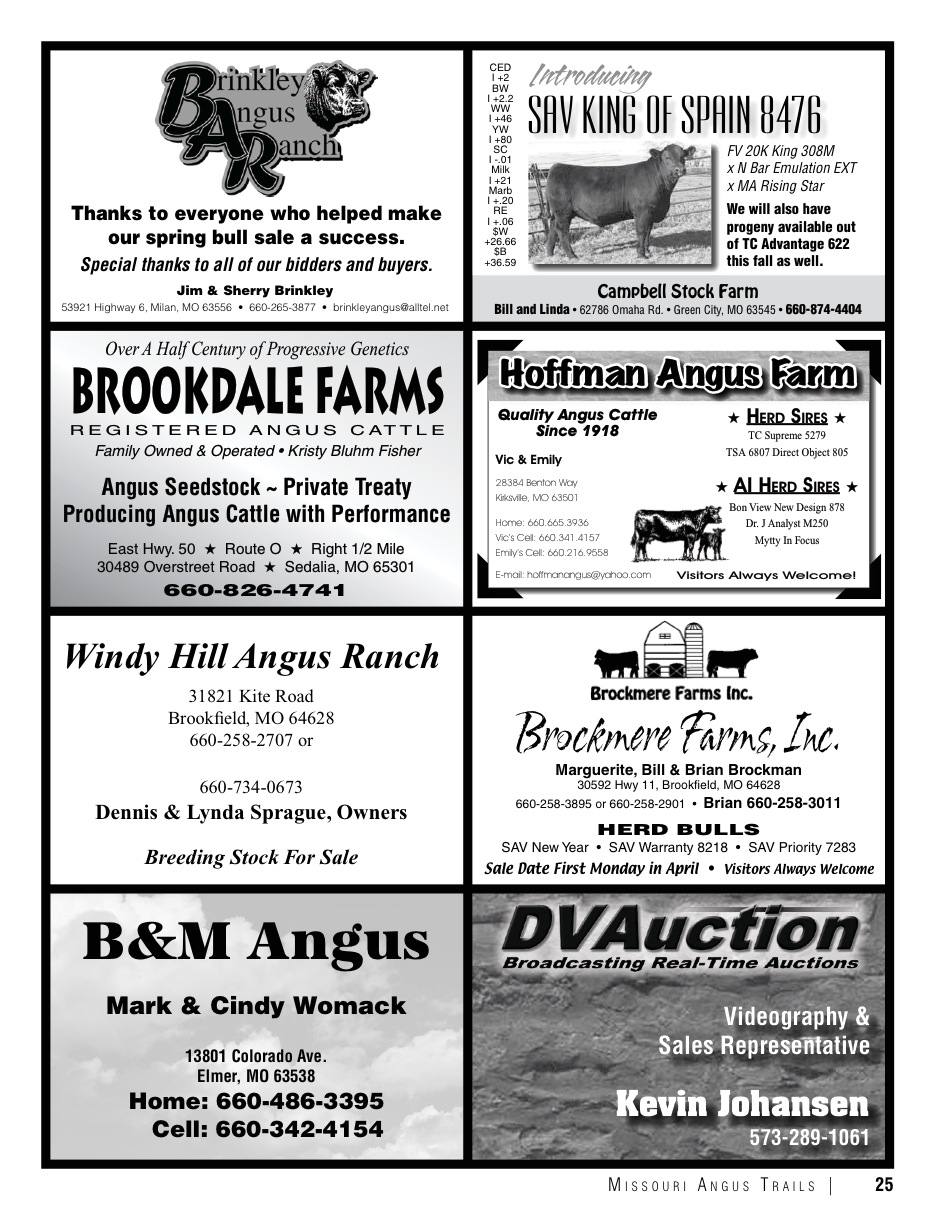 Brinkley
Angus
Ranch
Thanks to everyone who helped make
our spring bull sale a success.
Special thanks to all of our bidders and buyers.
Jim & Sherry Brinkley
53921 Highway 6, Milan, MO 63556 • 660-265-3877 • brinkleyangus@alltel.net
CED
I +2
BW
I +2.2
WW
I +46
YW
I +80
SC
I -.01
Milk
I +21
Marb
I +.20
RE
I +.06
$W
+26.66
$B
+36.59
Introducing
SAV KING OF SPAIN 8476
FV 20K King 308M
x N Bar Emulation EXT
x MA Rising Star
We will also have
progeny available out
of TC Advantage 622
this fall as well.
Campbell Stock Farm
Bill and Linda • 62786 Omaha Rd. • Green City, MO 63545 • 660-874-4404
Over A Half Century of Progressive Genetics
BROOKDALE FARMS
REGISTERED ANGUS CATTLE
Family Owned & Operated • Kristy Bluhm Fisher
Angus Seedstock ~ Private Treaty
Producing Angus Cattle with Performance
East Hwy. 50 ★ Route O ★ Right 1/2 Mile
30489 Overstreet Road ★ Sedalia, MO 65301
660-826-4741
Hoffman Angus Farm
Quality Angus Cattle
Since 1918
Vic & Emily
28384 Benton Way
Kirksville, MO 63501
Home: 660.665.3936
Vic's Cell: 660.341.4157
Emily's Cell: 660.216.9558
E-mail: hoffmanangus@yahoo.com
★ HERD SIRES ★
TC Supreme 5279
TSA 6807 Direct Object 805
★ AI HERD SIRES ★
Bon View New Design 878
Dr. J Analyst M250
Mytty In Focus
Visitors Always Welcome!
Windy Hill Angus Ranch
31821 Kite Road
Brookfield, MO 64628
660-258-2707 or
660-734-0673
Dennis & Lynda Sprague, Owners
Breeding Stock For Sale
Brockmere Farms Inc.
Brockmere Farms, Inc.
Marguerite, Bill & Brian Brockman
30592 Hwy 11, Brookfield, MO 64628
660-258-3895 or 660-258-2901 • Brian 660-258-3011
HERD BULLS
SAV New Year • SAV Warranty 8218 • SAV Priority 7283
Sale Date First Monday in April • Visitors Always Welcome
B&M Angus
Mark & Cindy Womack
13801 Colorado Ave.
Elmer, MO 63538
Home: 660-486-3395
Cell: 660-342-4154
DVAuction
Broadcasting Real-Time Auctions
Videography &
Sales Representative
Kevin Johansen
573-289-1061
MISSOURI ANGUS TRAILS | 25